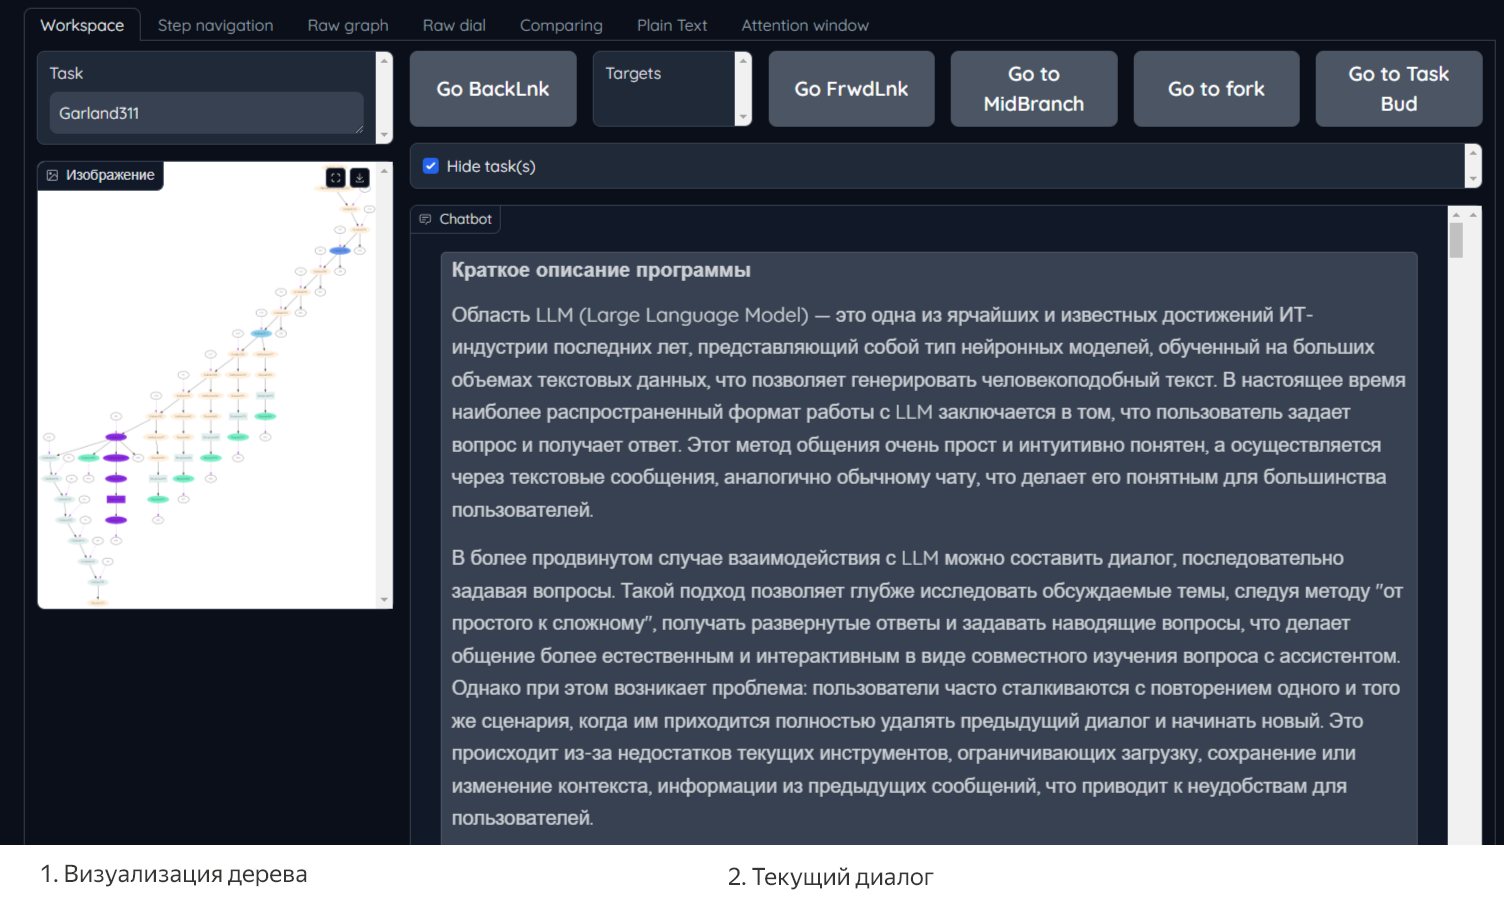 Workspace
Step navigation
Raw graph
Raw dial
Comparing
Plain Text
Attention window
Task
Garland311
Go BackLnk
Targets
Go FrwdLnk
Go to
MidBranch
Go to fork
Go to Task
Bud
Hide task(s)
Изображение
Chatbot
Краткое описание программы
Область LLM (Large Language Model) — это одна из ярчайших и известных достижений ИТ-
индустрии последних лет, представляющий собой тип нейронных моделей, обученный на больших
объемах текстовых данных, что позволяет генерировать человекоподобный текст. В настоящее время
наиболее распространенный формат работы с LLM заключается в том, что пользователь задает
вопрос и получает ответ. Этот метод общения очень прост и интуитивно понятен, а осуществляется
через текстовые сообщения, аналогично обычному чату, что делает его понятным для большинства
пользователей.
В более продвинутом случае взаимодействия с LLM можно составить диалог, последовательно
задавая вопросы. Такой подход позволяет глубже исследовать обсуждаемые темы, следуя методу "от
простого к сложному", получать развернутые ответы и задавать наводящие вопросы, что делает
общение более естественным и интерактивным в виде совместного изучения вопроса с ассистентом.
Однако при этом возникает проблема: пользователи часто сталкиваются с повторением одного и того
же сценария, когда им приходится полностью удалять предыдущий диалог и начинать новый. Это
происходит из-за недостатков текущих инструментов, ограничивающих загрузку, сохранение или
изменение контекста, информации из предыдущих сообщений, что приводит к неудобствам для
пользователей.
1. Визуализация дерева
2. Текущий диалог